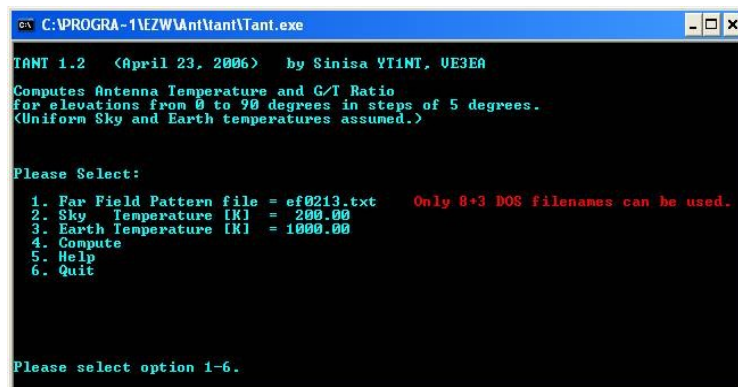 C:\PROGRA~1\EZW\Ant\tant\Tant.exe
TANT 1.2 (April 23, 2006) by Sinisa YT1NT, VE3EA
Computes Antenna Temperature and G/T Ratio
for elevations from 0 to 90 degrees in steps of 5 degrees.
(Uniform Sky and Earth temperatures assumed.)
Please Select:
1. Far Field Pattern file = ef0213.txt Only 8+3 DOS filenames can be used.
2. Sky Temperature [K] = 200.00
3. Earth Temperature [K] = 1000.00
4. Compute
5. Help
6. Quit
Please select option 1-6.